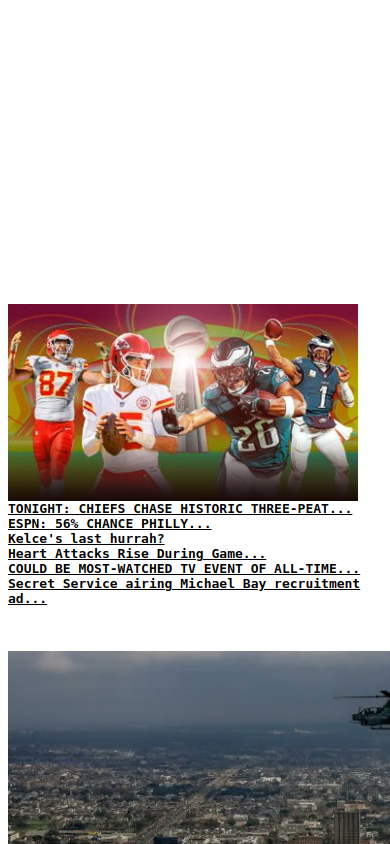 87
15
26
1
TONIGHT: CHIEFS CHASE HISTORIC THREE-PEAT...
ESPN: 56% CHANCE PHILLY...
Kelce's last hurrah?
Heart Attacks Rise During Game...
COULD BE MOST-WATCHED TV EVENT OF ALL-TIME...
Secret Service airing Michael Bay recruitment
ad...